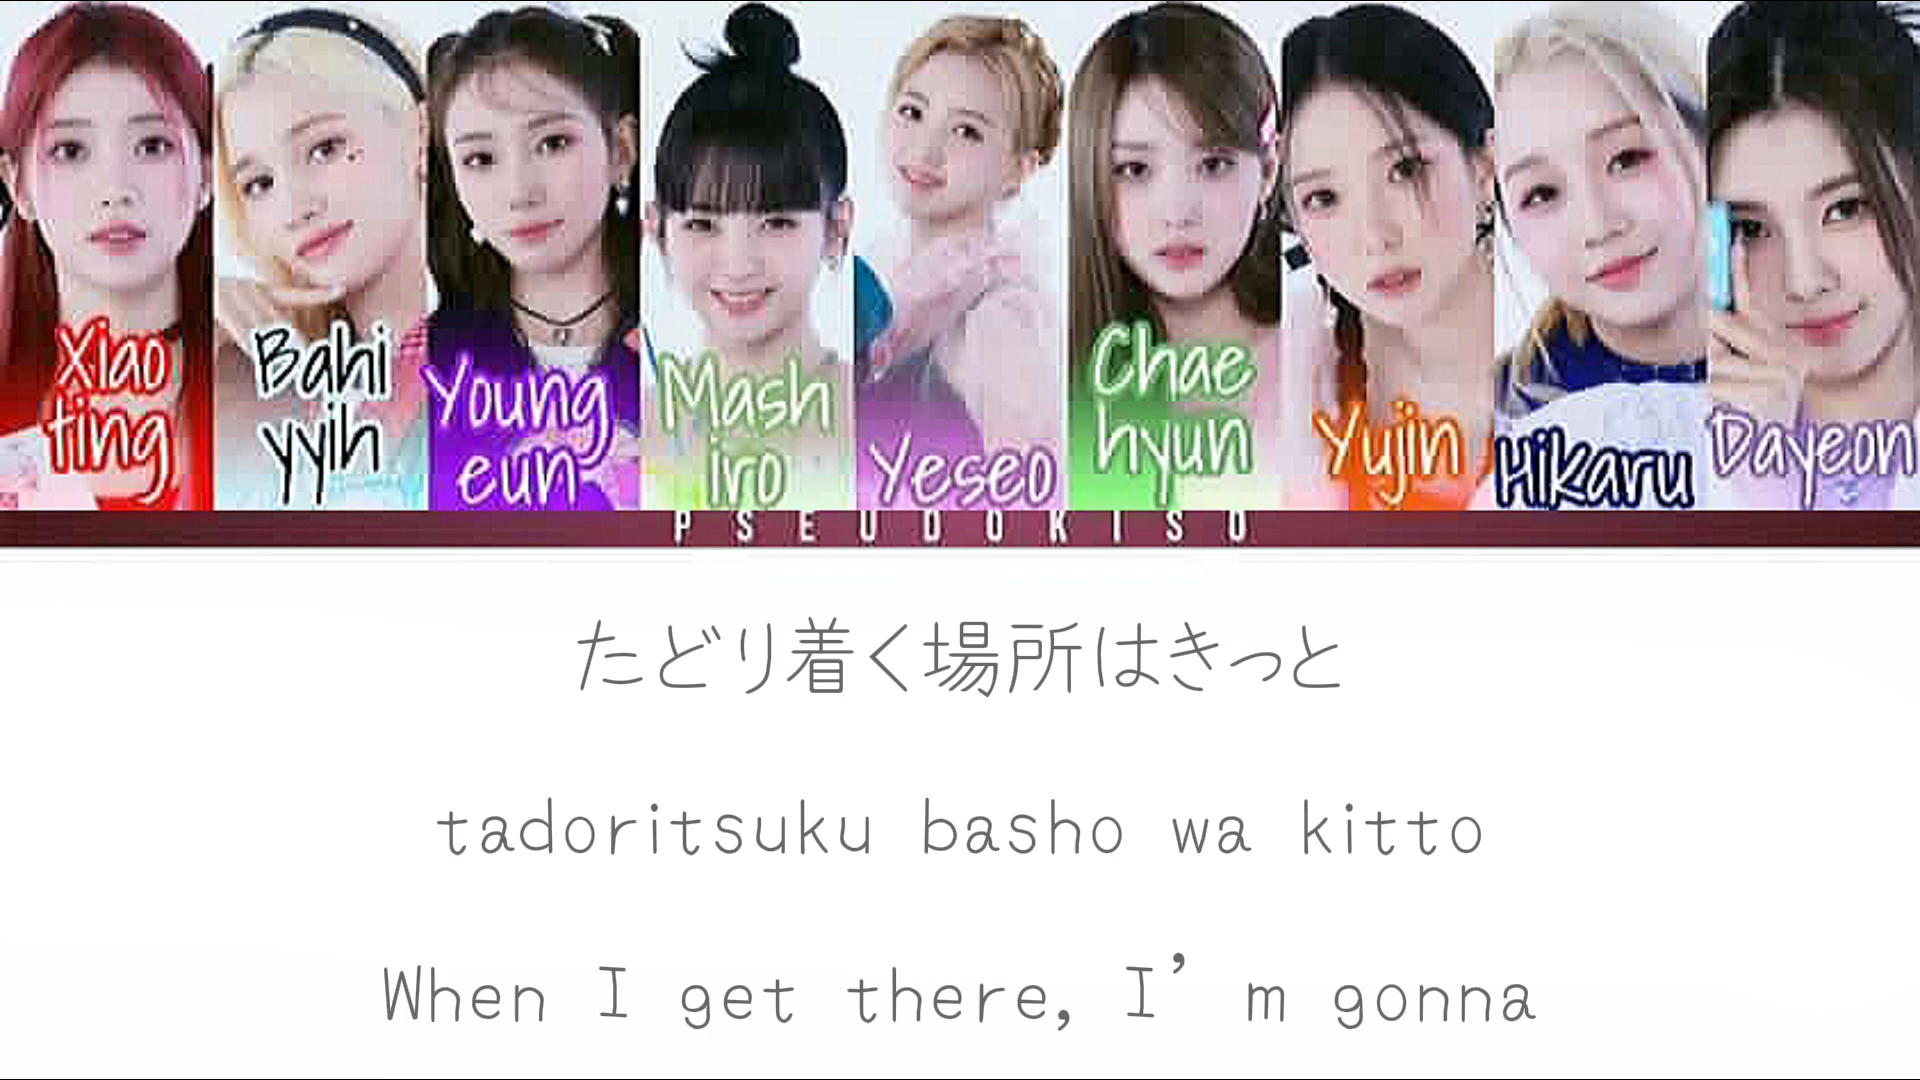 Xiao
ting
Bahi
yyih
Young
eun
Mash
iro
Yeseo
Chae
hyun
Yujin
Hikaru
Dayeon
PSEUDOKISO
たどり着く場所はきっと
tadoritsuku basho wa kitto
When I get there, I’m gonna